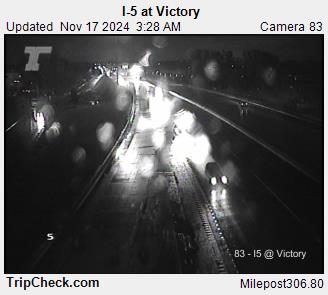 I-5 at Victory
Updated Nov 17 2024 3:28 AM Camera 83
T
S
83 - I5 @ Victory
TripCheck.com Milepost306.80